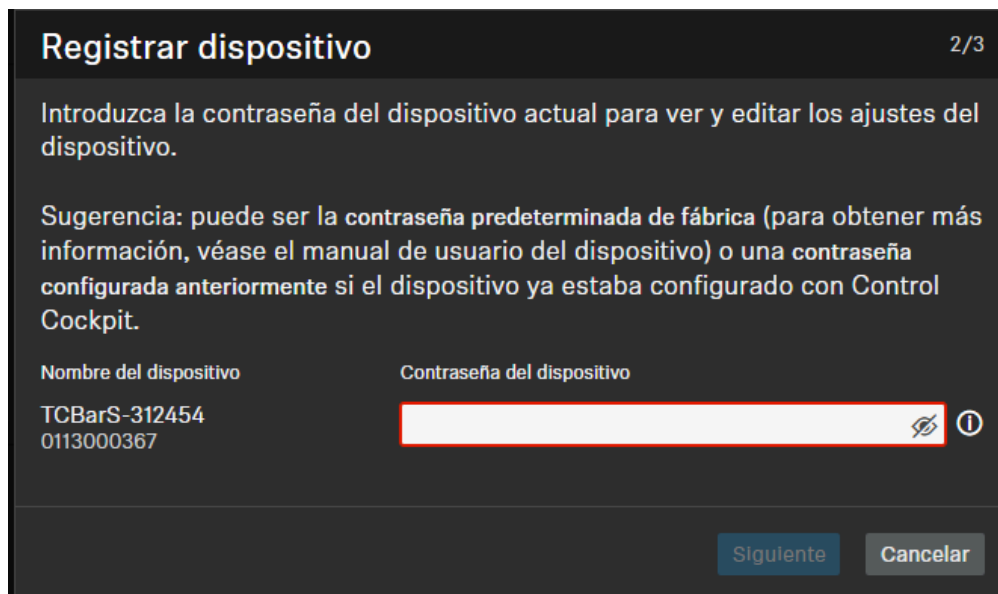 Registrar dispositivo 2/3
Introduzca la contraseña del dispositivo actual para ver y editar los ajustes del
dispositivo.
Sugerencia: puede ser la contraseña predeterminada de fábrica (para obtener más
información, véase el manual de usuario del dispositivo) o una contraseña
configurada anteriormente si el dispositivo ya estaba configurado con Control
Cockpit.
Nombre del dispositivo Contraseña del dispositivo
TCBarS-312454
0113000367
Siguiente Cancelar